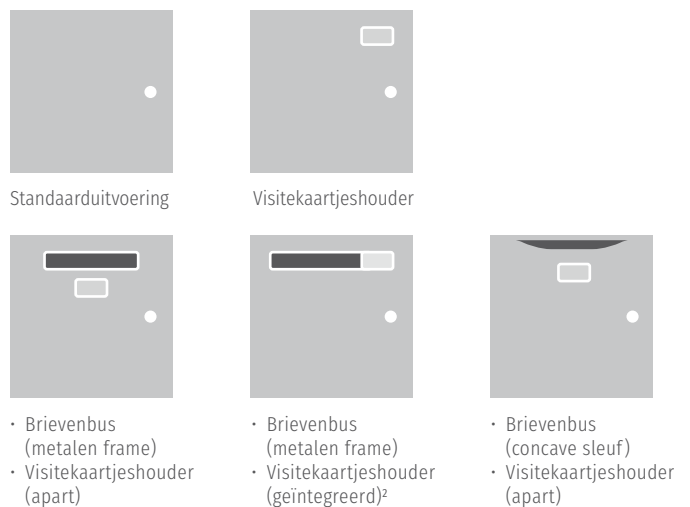 Standaarduitvoering
Visitekaartjeshouder
· Brievenbus
(metalen frame)
· Visitekaartjeshouder
(apart)
· Brievenbus
(metalen frame)
· Visitekaartjeshouder
(geïntegreerd)²
· Brievenbus
(concave sleuf)
· Visitekaartjeshouder
(apart)